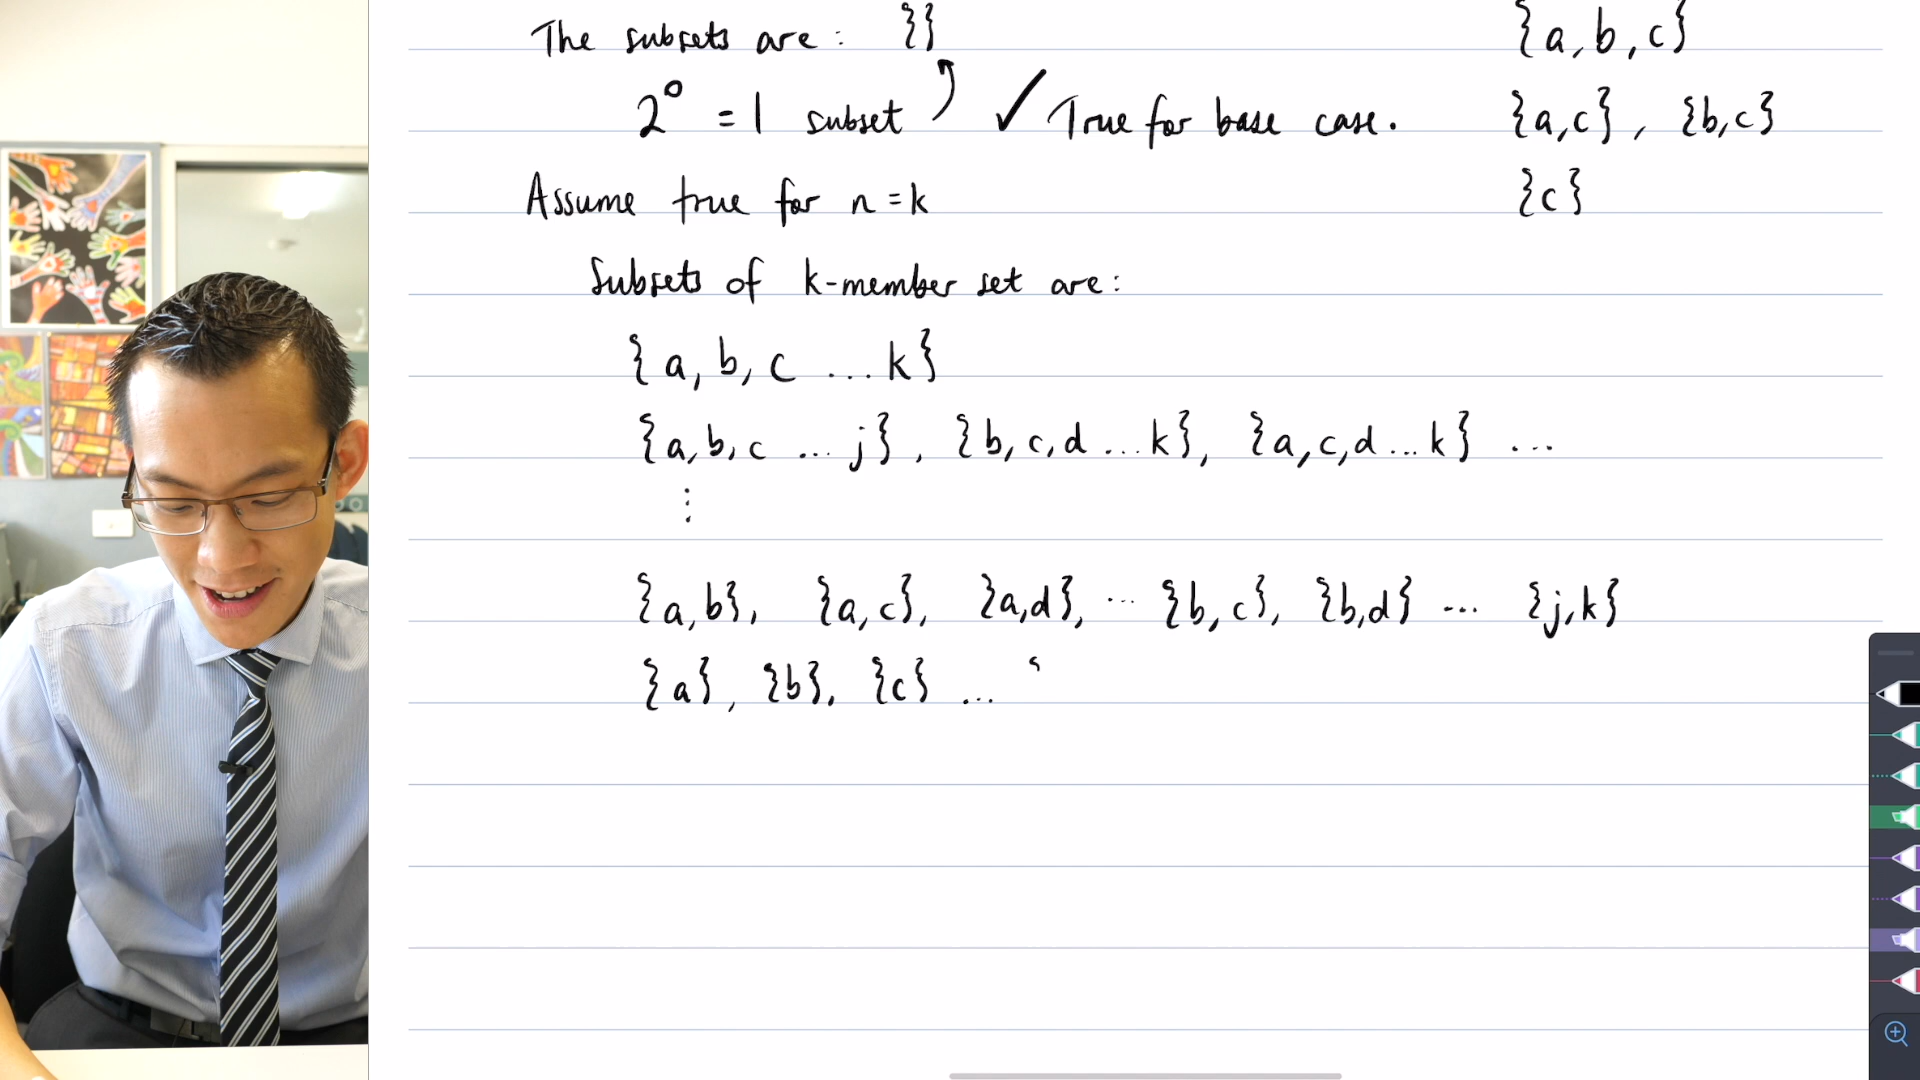 The subsets are: {} {a, b, c}
2⁰ = 1 subset ✓ True for base case. {a,c}, {b,c}
Assume true for n = k {c}
Subsets of k-member set are:
{a, b, c ... k}
{a, b, c ... j}, {b, c, d ... k}, {a, c, d ... k} ...
⋮
{a, b}, {a, c}, {a, d}, ... {b, c}, {b, d} ... {j, k}
{a}, {b}, {c} ...